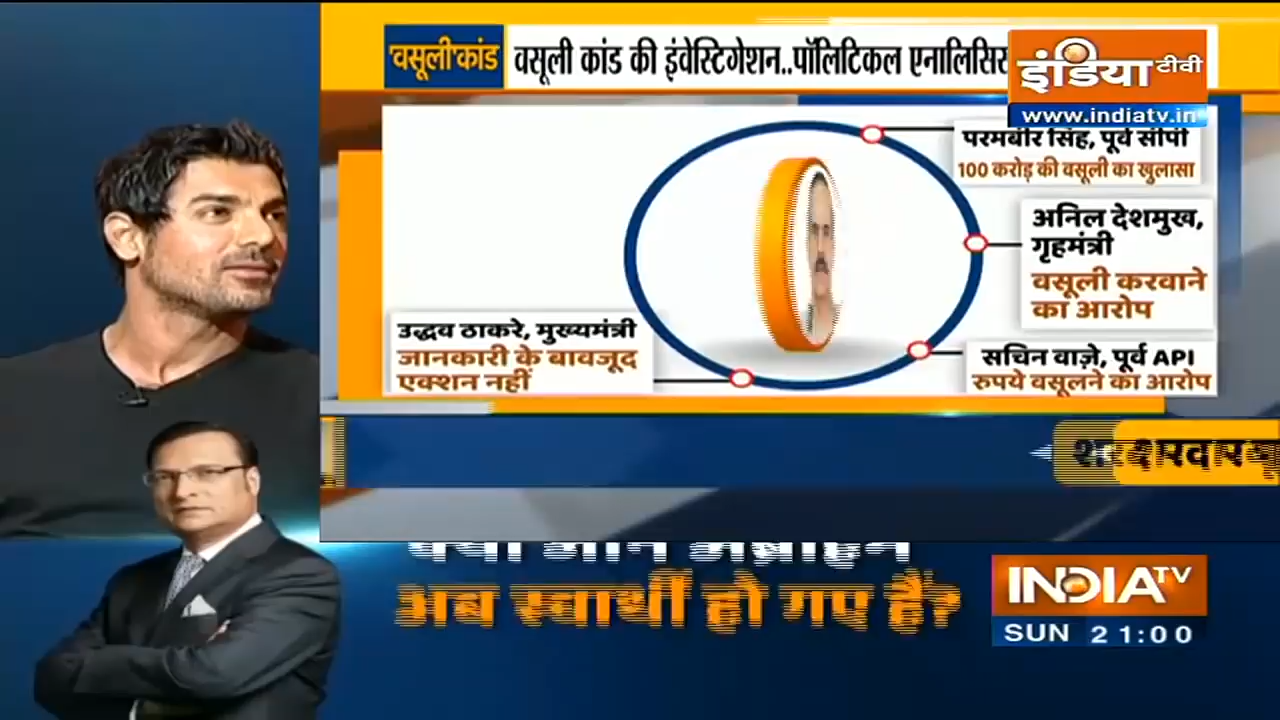 'वसूली'कांड
वसूली कांड की इंवेस्टिगेशन..पॉलिटिकल एनालिसिस
इंडिया टीवी
www.indiatv.in
परमबीर सिंह, पूर्व सीपी
100 करोड़ की वसूली का खुलासा
अनिल देशमुख,
गृहमंत्री
वसूली करवाने
का आरोप
उद्धव ठाकरे, मुख्यमंत्री
जानकारी के बावजूद
एक्शन नहीं
सचिन वाज़े, पूर्व API
रुपये वसूलने का आरोप
क्या जॉन अब्राहम
अब स्वार्थी हो गए हैं?
INDIA TV
SUN 21:00